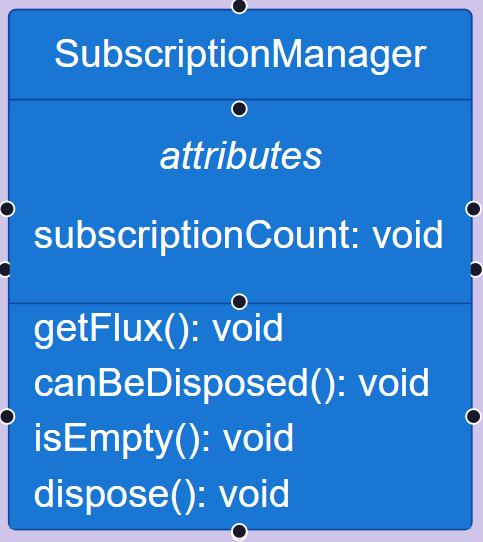 SubscriptionManager
attributes
subscriptionCount: void
getFlux(): void
canBeDisposed(): void
isEmpty(): void
dispose(): void